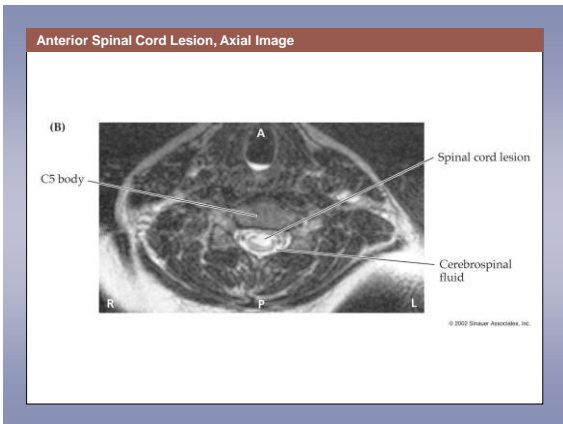 Anterior Spinal Cord Lesion, Axial Image
(B)
A
Spinal cord lesion
C5 body
Cerebrospinal
fluid
R
P
L
© 2002 Sinauer Associates, Inc.